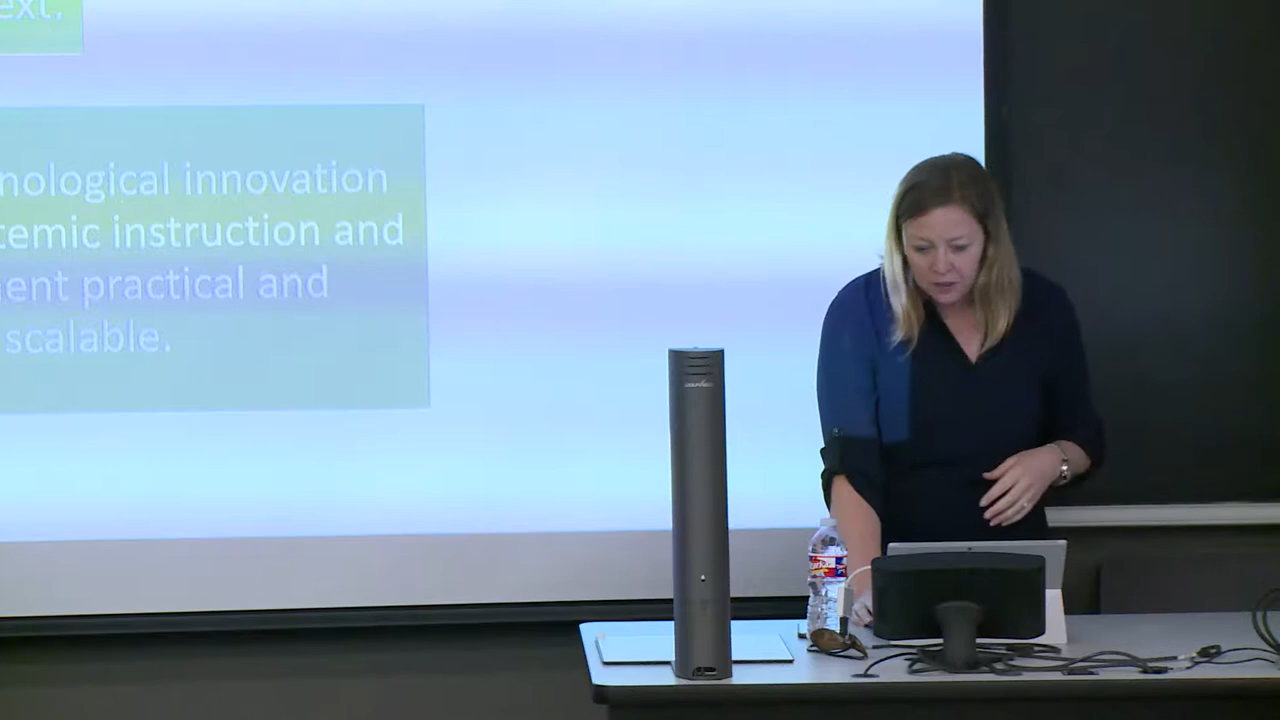 ext.
nological innovation
temic instruction and
ent practical and
scalable.